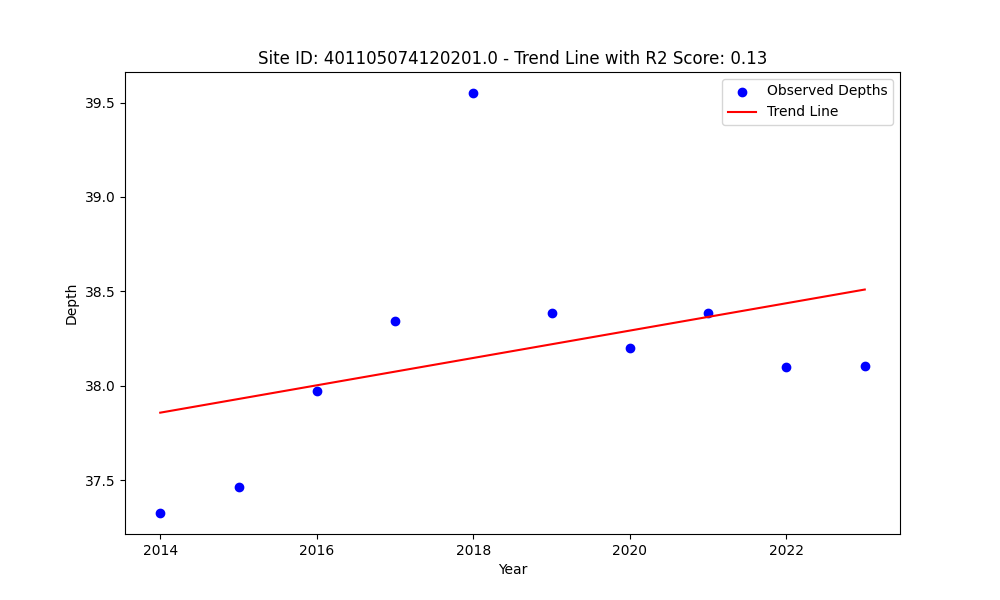 Site ID: 401105074120201.0 - Trend Line with R2 Score: 0.13
Observed Depths
Trend Line
39.5
39.0
38.5
38.0
37.5
Depth
2014
2016
2018
2020
2022
Year